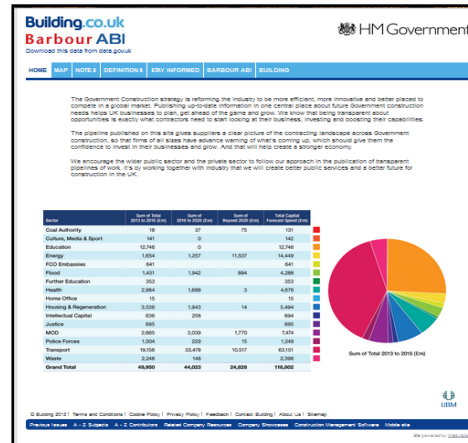 Building.co.uk
Barbour ABI
Download this data from data.gov.uk
HM Government
HOME MAP NOTES DEFINITIONS STAY INFORMED BARBOUR ABI BUILDING
The Government Construction strategy is reforming the industry to be more efficient, more innovative and better placed to
compete in a global market. Publishing up-to-date information in one central place about future Government construction
needs helps UK businesses to plan, get ahead of the game and grow. We know that being transparent about
opportunities is exactly what contractors need to start looking at their business, investing and boosting their capabilities.
The pipeline published on this site gives suppliers a clear picture of the contracting landscape across Government
construction, so that firms of all sizes have advance warning of what's coming up, which should give them the
confidence to invest in their businesses and grow. And that will help create a stronger economy.
We encourage the wider public sector and the private sector to follow our approach in the publication of transparent
pipelines of work. It's by working together with industry that we can create better public services and a better future for
construction in the UK.
Sector Sum of Total 2013 to 2015 (£m) Sum of 2015 to 2020 (£m) Sum of Beyond 2020 (£m) Total Capital Forecast Spend (£m)
Coal Authority 18 37 75 131
Culture, Media & Sport 141 0 142
Education 12,746 0 12,746
Energy 1,654 1,257 11,537 14,449
FCO Embassies 641 641
Flood 1,451 1,942 894 4,288
Further Education 353 353
Health 2,984 1,688 3 4,676
Home Office 15 15
Housing & Regeneration 3,538 1,943 14 5,494
Intellectual Capital 636 258 894
Justice 695 695
MOD 2,665 3,039 1,770 7,474
Police Forces 1,004 229 15 1,249
Transport 19,158 33,478 10,517 63,151
Waste 2,248 148 2,396
Grand Total 49,950 44,023 24,828 118,802
Sum of Total 2013 to 2015 (£m)
UBM
© Building 2013 | Terms and Conditions | Cookie Policy | Privacy Policy | Feedback | Contact Building | About Us | Sitemap
Previous Issues A - Z Subjects A - Z Contributors Related Company Resources Company Showcases Construction Management Software Mobile site